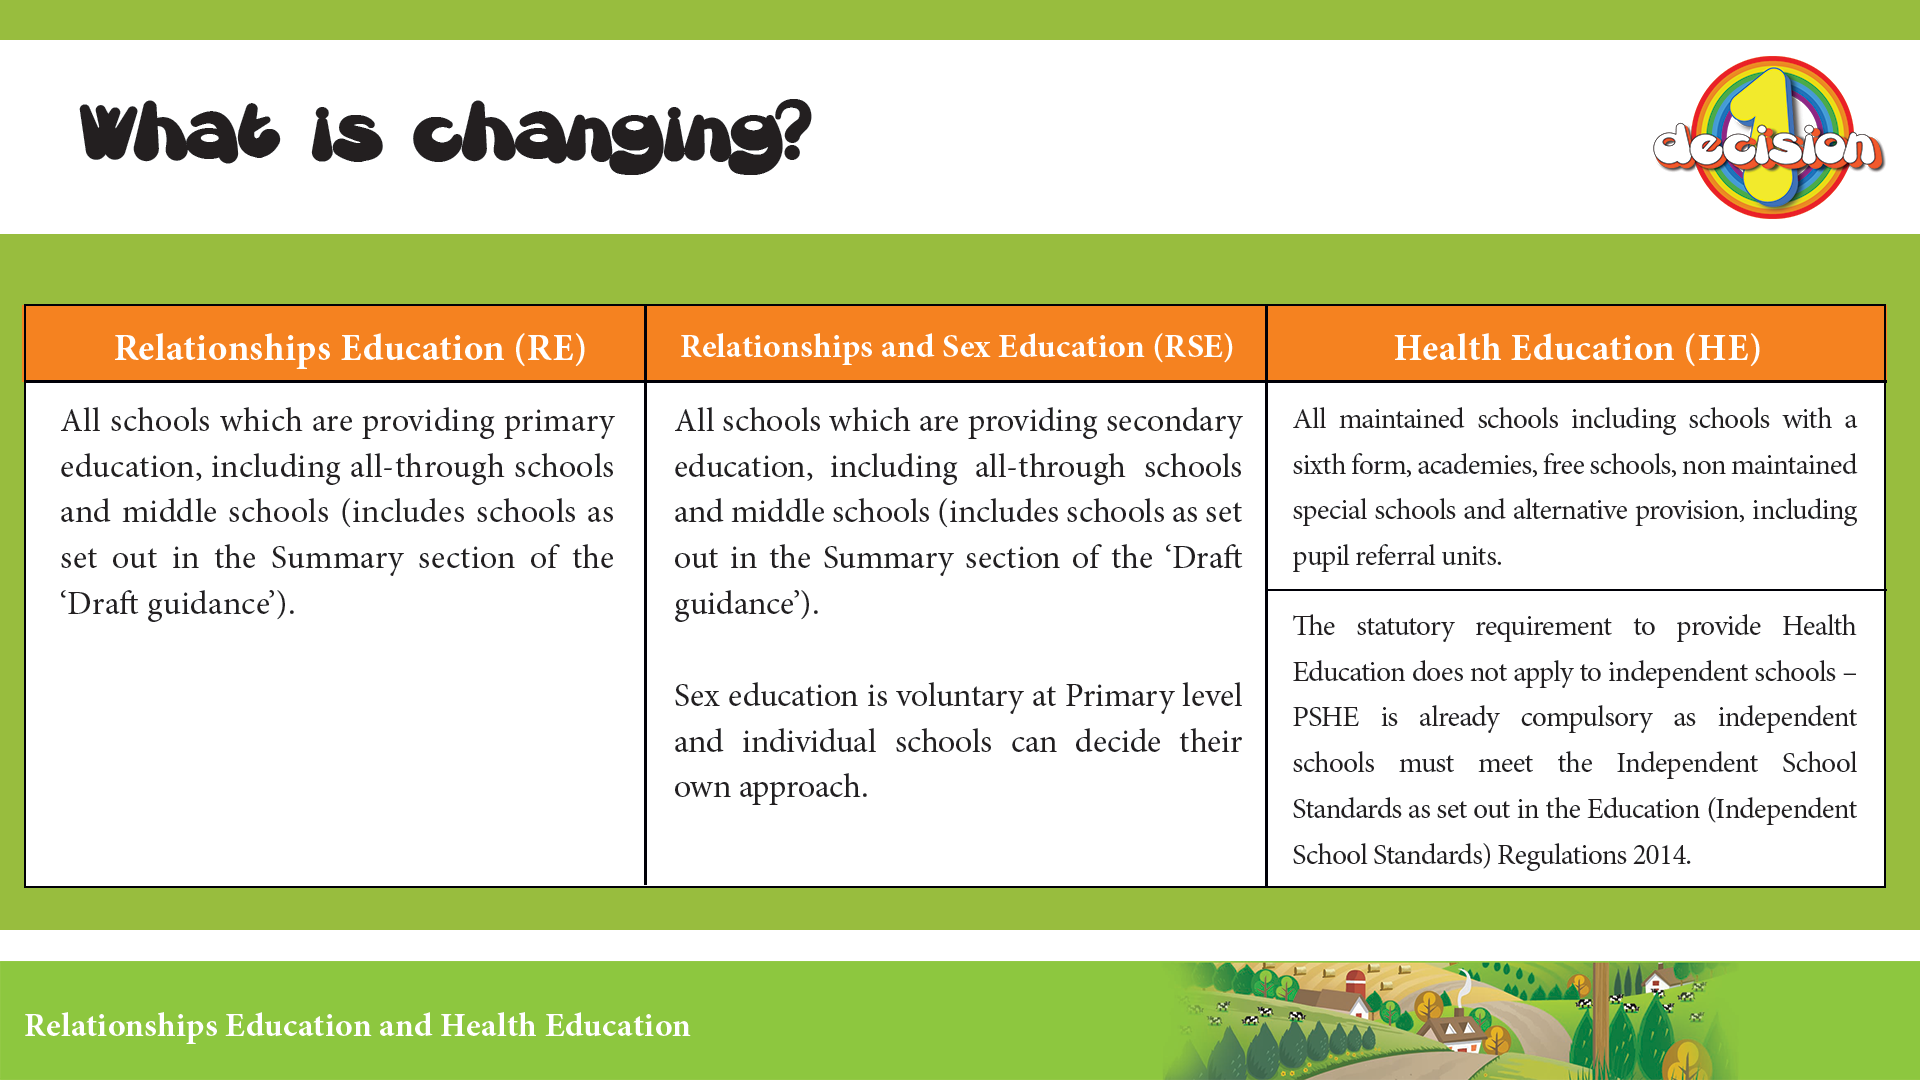 What is changing?
1
decision
Relationships Education (RE)
Relationships and Sex Education (RSE)
Health Education (HE)
All schools which are providing primary
education, including all-through schools
and middle schools (includes schools as
set out in the Summary section of the
‘Draft guidance’).
All schools which are providing secondary
education, including all-through schools
and middle schools (includes schools as set
out in the Summary section of the ‘Draft
guidance’).
Sex education is voluntary at Primary level
and individual schools can decide their
own approach.
All maintained schools including schools with a
sixth form, academies, free schools, non maintained
special schools and alternative provision, including
pupil referral units.
The statutory requirement to provide Health
Education does not apply to independent schools –
PSHE is already compulsory as independent
schools must meet the Independent School
Standards as set out in the Education (Independent
School Standards) Regulations 2014.
Relationships Education and Health Education